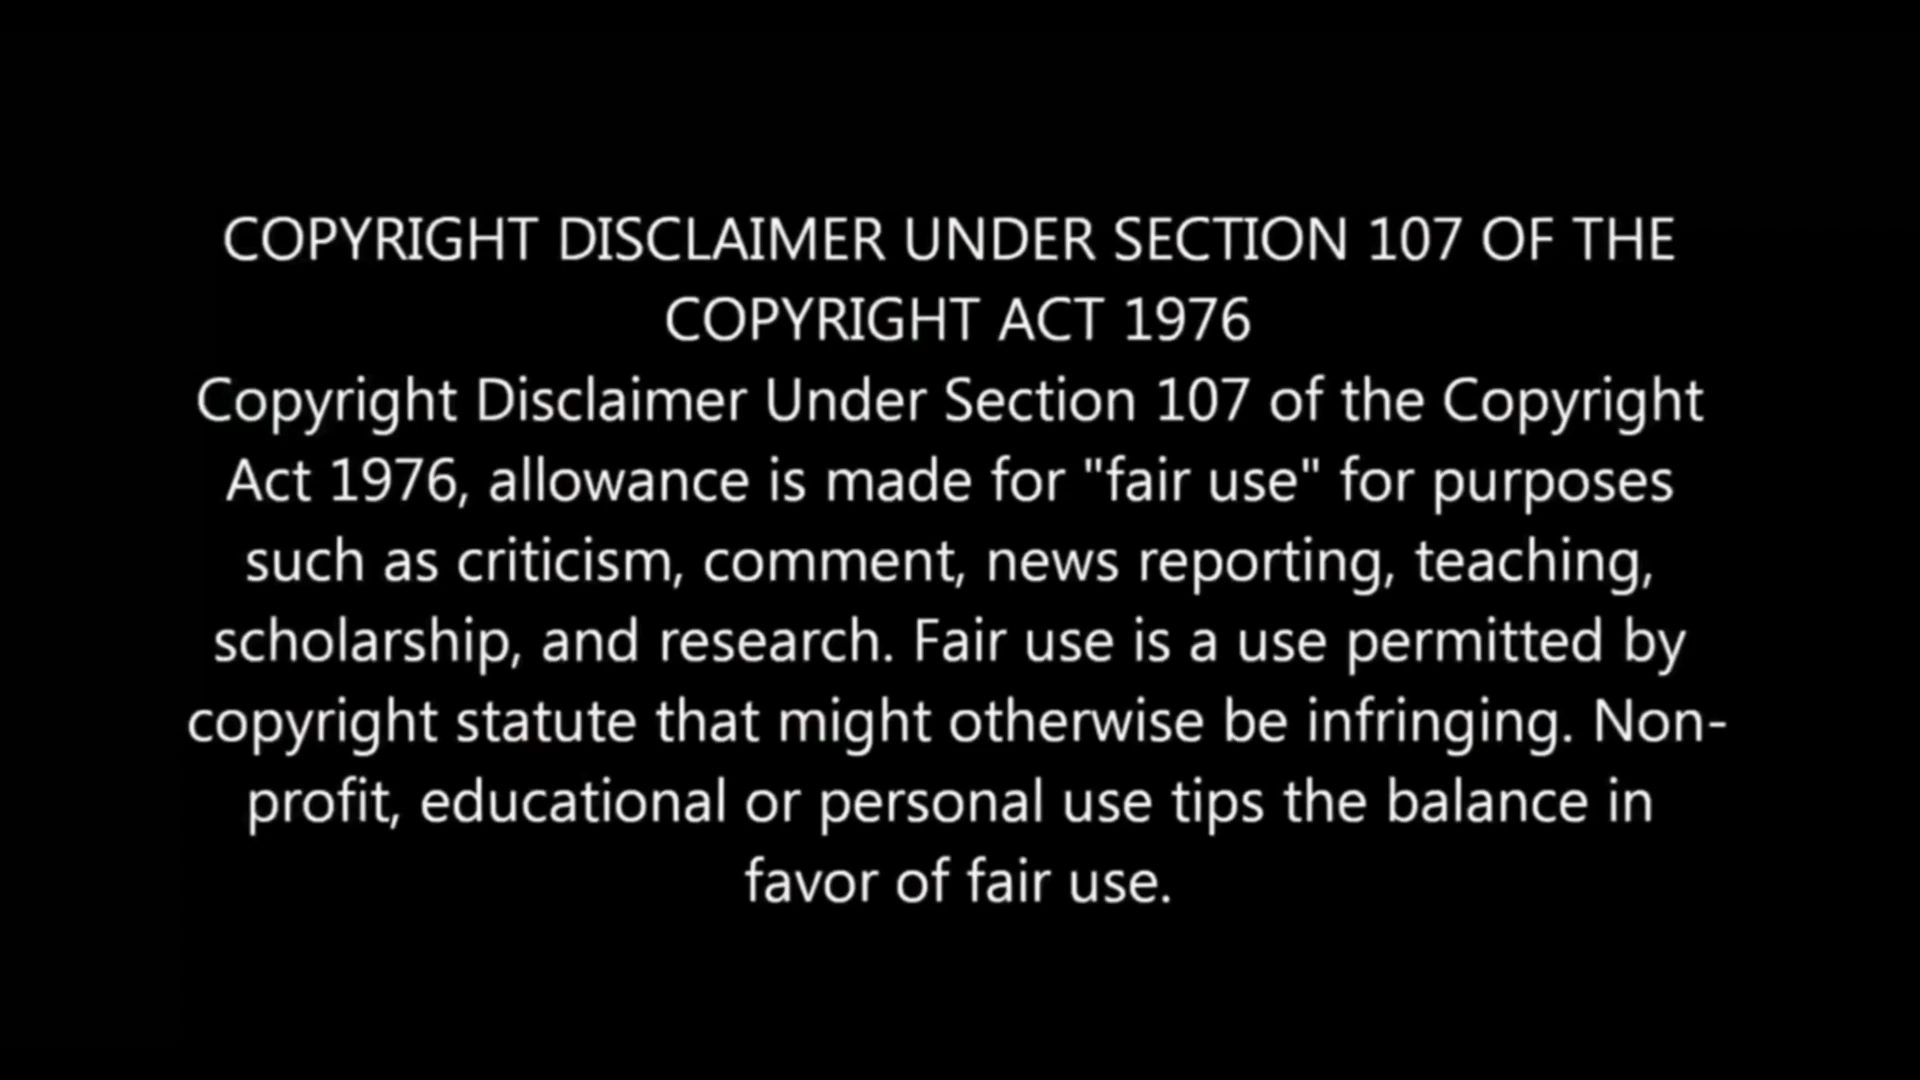 COPYRIGHT DISCLAIMER UNDER SECTION 107 OF THE
COPYRIGHT ACT 1976
Copyright Disclaimer Under Section 107 of the Copyright
Act 1976, allowance is made for "fair use" for purposes
such as criticism, comment, news reporting, teaching,
scholarship, and research. Fair use is a use permitted by
copyright statute that might otherwise be infringing. Non-
profit, educational or personal use tips the balance in
favor of fair use.